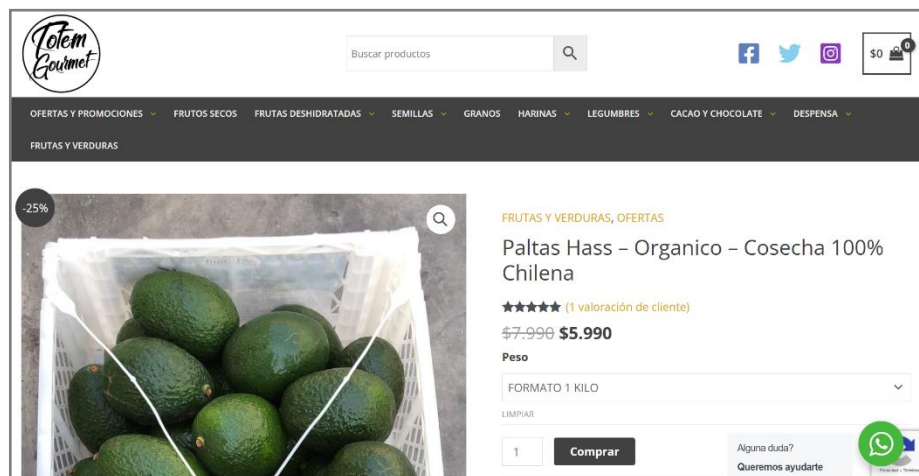 Totem
Gourmet
Buscar productos
$0
0
OFERTAS Y PROMOCIONES FRUTOS SECOS FRUTAS DESHIDRATADAS SEMILLAS GRANOS HARINAS LEGUMBRES CACAO Y CHOCOLATE DESPENSA
FRUTAS Y VERDURAS
-25%
FRUTAS Y VERDURAS, OFERTAS
Paltas Hass – Organico – Cosecha 100%
Chilena
(1 valoración de cliente)
$7.990 $5.990
Peso
FORMATO 1 KILO
LIMPIAR
1 Comprar
Alguna duda?
Queremos ayudarte